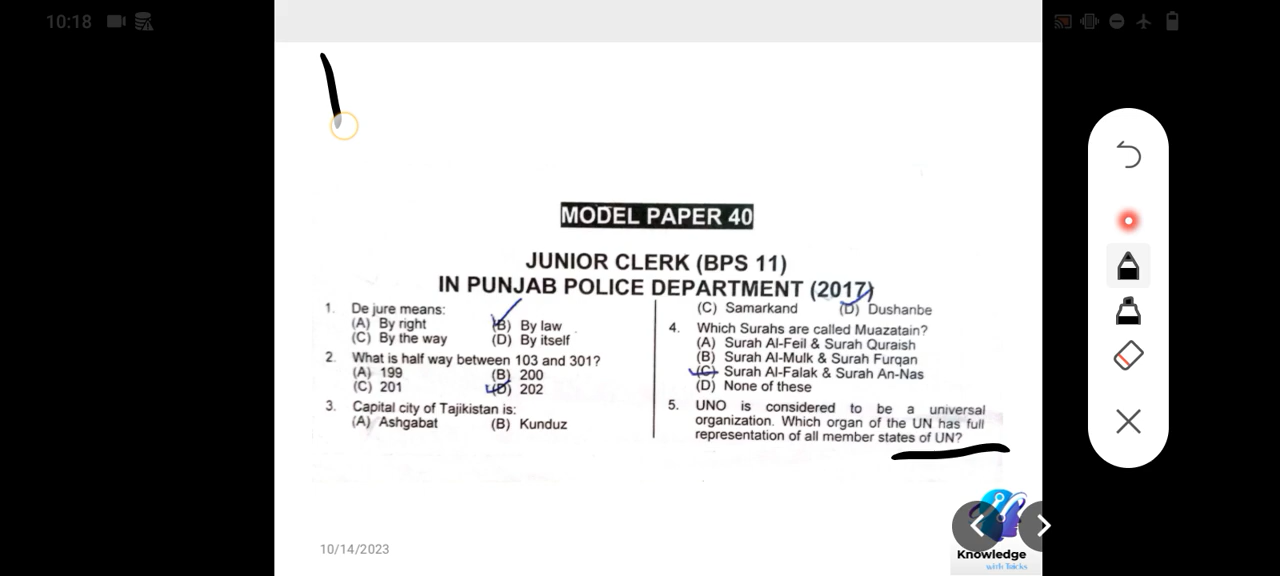 10:18
MODEL PAPER 40
JUNIOR CLERK (BPS 11)
IN PUNJAB POLICE DEPARTMENT (2017)
1. De jure means:
(A) By right (B) By law
(C) By the way (D) By itself
2. What is half way between 103 and 301?
(A) 199 (B) 200
(C) 201 (D) 202
3. Capital city of Tajikistan is:
(A) Ashgabat (B) Kunduz
(C) Samarkand (D) Dushanbe
4. Which Surahs are called Muazatain?
(A) Surah Al-Feil & Surah Quraish
(B) Surah Al-Mulk & Surah Furqan
(C) Surah Al-Falak & Surah An-Nas
(D) None of these
5. UNO is considered to be a universal
organization. Which organ of the UN has full
representation of all member states of UN?
10/14/2023
Knowledge
with Tricks